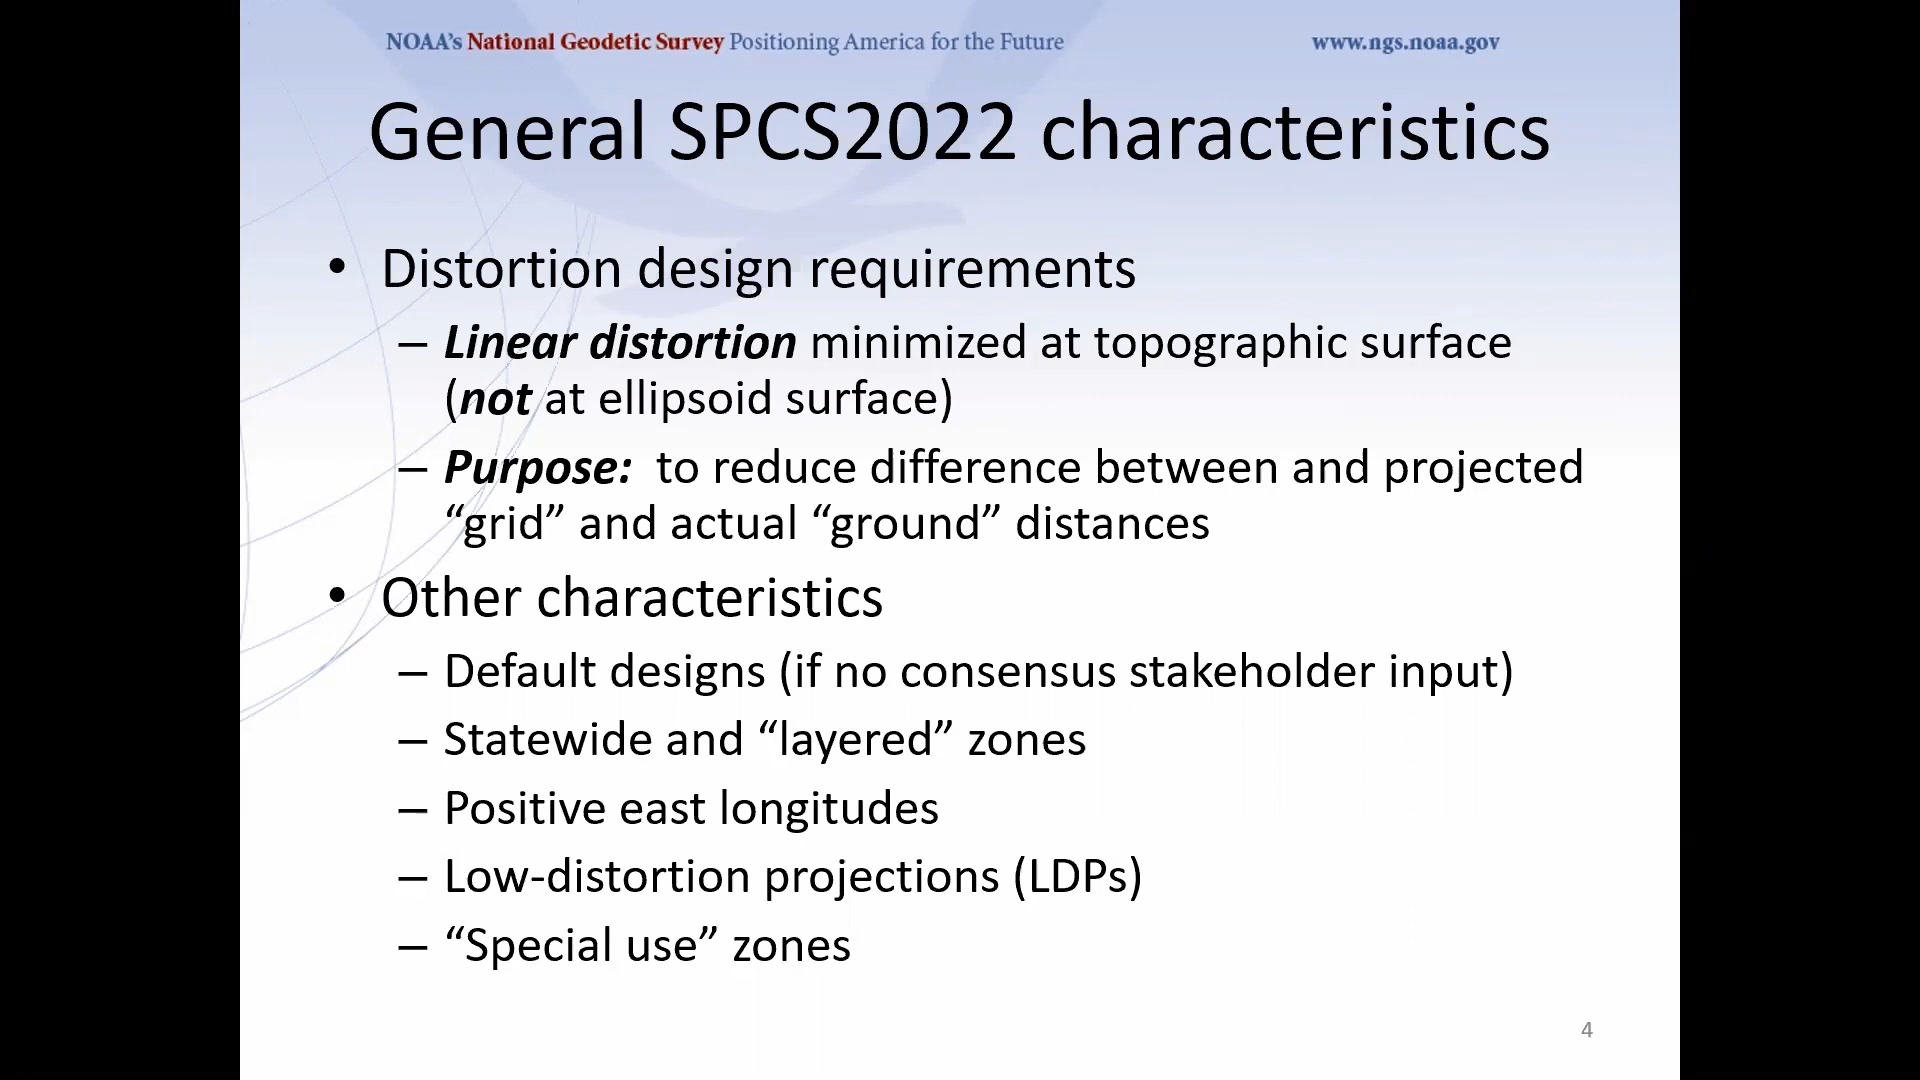 NOAA's National Geodetic Survey Positioning America for the Future www.ngs.noaa.gov
General SPCS2022 characteristics
• Distortion design requirements
– Linear distortion minimized at topographic surface
(not at ellipsoid surface)
– Purpose: to reduce difference between and projected
“grid” and actual “ground” distances
• Other characteristics
– Default designs (if no consensus stakeholder input)
– Statewide and “layered” zones
– Positive east longitudes
– Low-distortion projections (LDPs)
– “Special use” zones
4